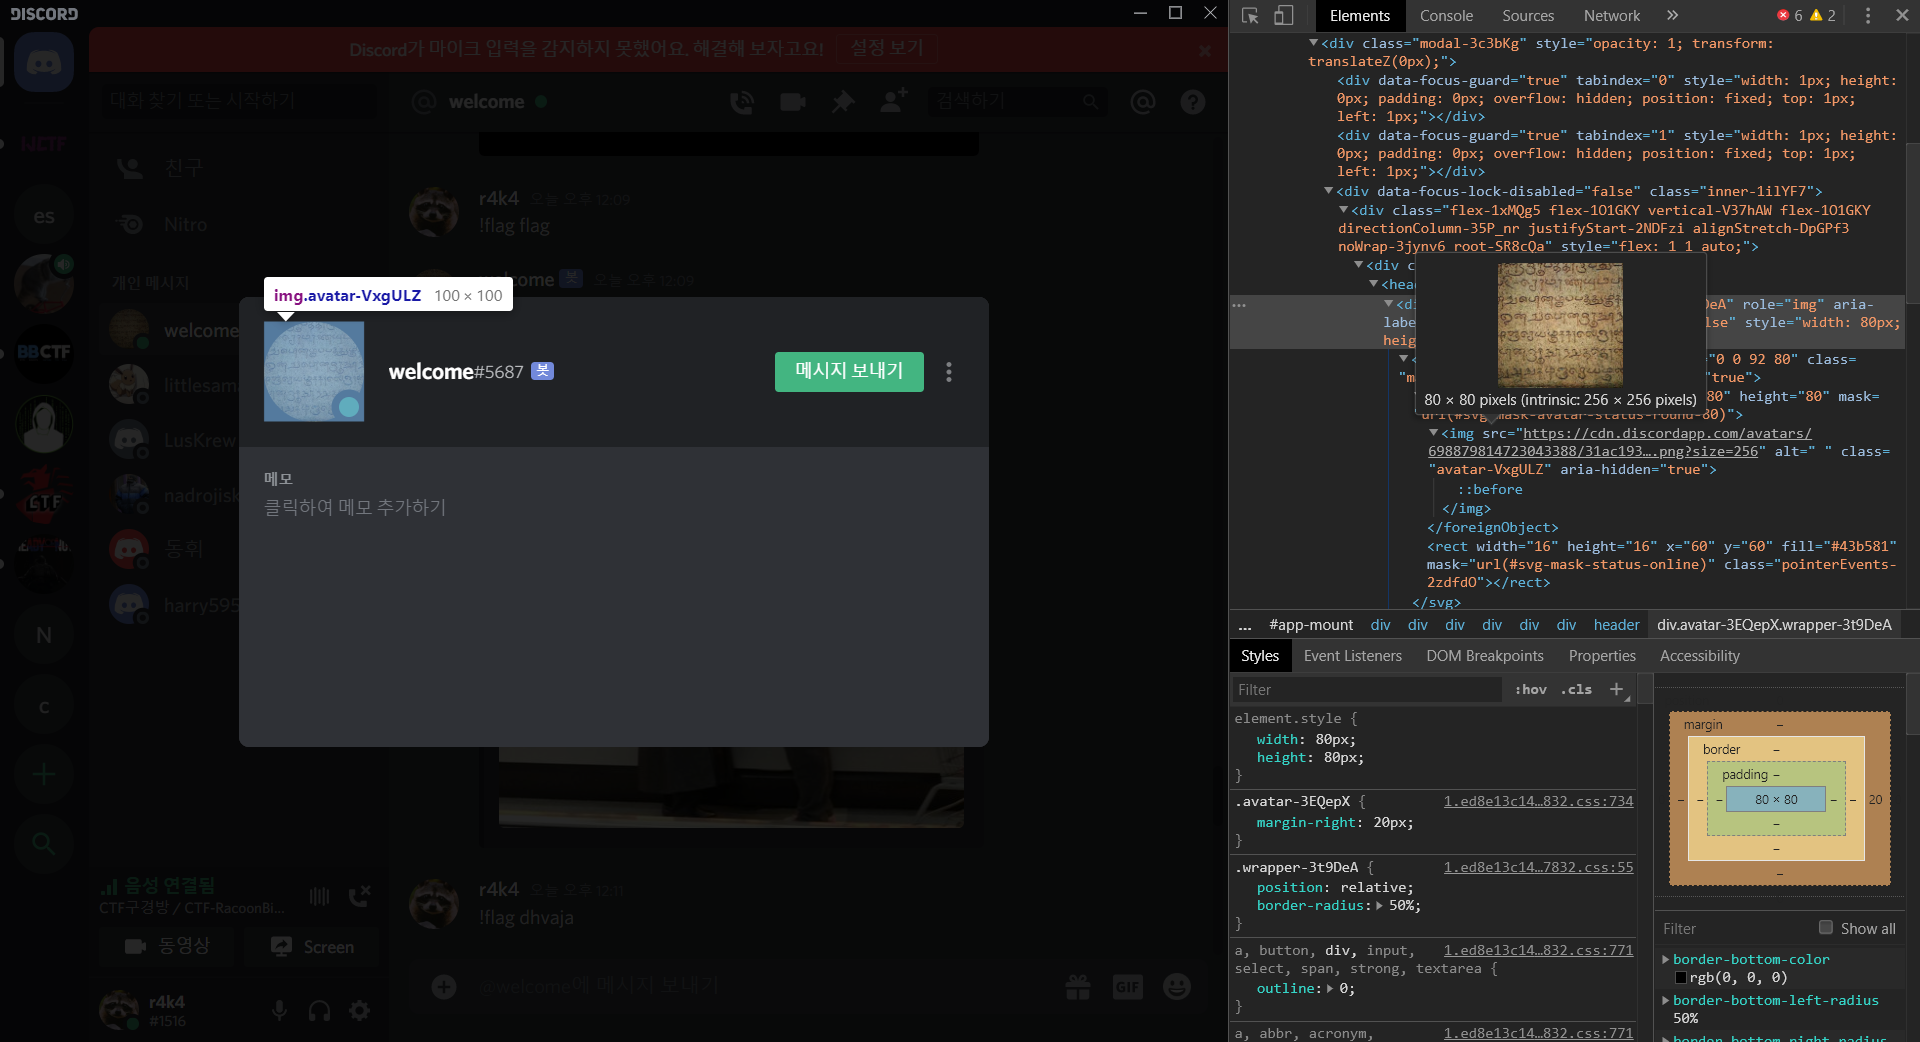 DISCORD
Discord가 마이크 입력을 감지하지 못했어요. 해결해 보자고요!
설정 보기
대화 찾기 또는 시작하기
welcome
검색하기
친구
Nitro
개인 메시지
welcome
LusKrew
nadrojisk
동휘
es
BBCTF
N
c
r4k4 오늘 오후 12:09
!flag flag
봇 오늘 오후 12:09
img.avatar-VxgULZ 100 × 100
welcome#5687 봇
메시지 보내기
메모
클릭하여 메모 추가하기
r4k4 오늘 오후 12:11
!flag dhvaja
@welcome에 메시지 보내기
GIF
음성 연결됨
CTF구경방 / CTF-RacoonBi...
동영상
Screen
r4k4
#1516
Elements Console Sources Network » 6 2
<div class="modal-3c3bKg" style="opacity: 1; transform:
translateZ(0px);">
<div data-focus-guard="true" tabindex="0" style="width: 1px; height:
0px; padding: 0px; overflow: hidden; position: fixed; top: 1px;
left: 1px;"></div>
<div data-focus-guard="true" tabindex="1" style="width: 1px; height:
0px; padding: 0px; overflow: hidden; position: fixed; top: 1px;
left: 1px;"></div>
<div data-focus-lock-disabled="false" class="inner-1ilYF7">
<div class="flex-1xMQg5 flex-1O1GKY vertical-V37hAW flex-1O1GKY
directionColumn-35P_nr justifyStart-2NDFzi alignStretch-DpGPf3
noWrap-3jynv6 root-SR8cQa" style="flex: 1 1 auto;">
<div c
<hea
<di DeA" role="img" aria-
labe lse" style="width: 80px;
heig
< "0 0 92 80" class=
"m "true">
80" height="80" mask=
url(#svg-mask-avatar-status-round-80)">
80 × 80 pixels (intrinsic: 256 × 256 pixels)
<img src="https://cdn.discordapp.com/avatars/
698879814723043388/31ac193….png?size=256" alt=" " class=
"avatar-VxgULZ" aria-hidden="true">
::before
</img>
</foreignObject>
<rect width="16" height="16" x="60" y="60" fill="#43b581"
mask="url(#svg-mask-status-online)" class="pointerEvents-
2zdfdO"></rect>
</svg>
... #app-mount div div div div div div header div.avatar-3EQepX.wrapper-3t9DeA
Styles Event Listeners DOM Breakpoints Properties Accessibility
Filter :hov .cls +
element.style {
width: 80px;
height: 80px;
}
.avatar-3EQepX { 1.ed8e13c14…832.css:734
margin-right: 20px;
}
.wrapper-3t9DeA { 1.ed8e13c14…7832.css:55
position: relative;
border-radius: 50%;
}
a, button, div, input, 1.ed8e13c14…832.css:771
select, span, strong, textarea {
outline: 0;
}
a, abbr, acronym, 1.ed8e13c14…832.css:771
margin –
border –
padding –
– – – 80 × 80 – – 20
–
–
–
Filter Show all
border-bottom-color
rgb(0, 0, 0)
border-bottom-left-radius
50%
border-bottom-right-radius